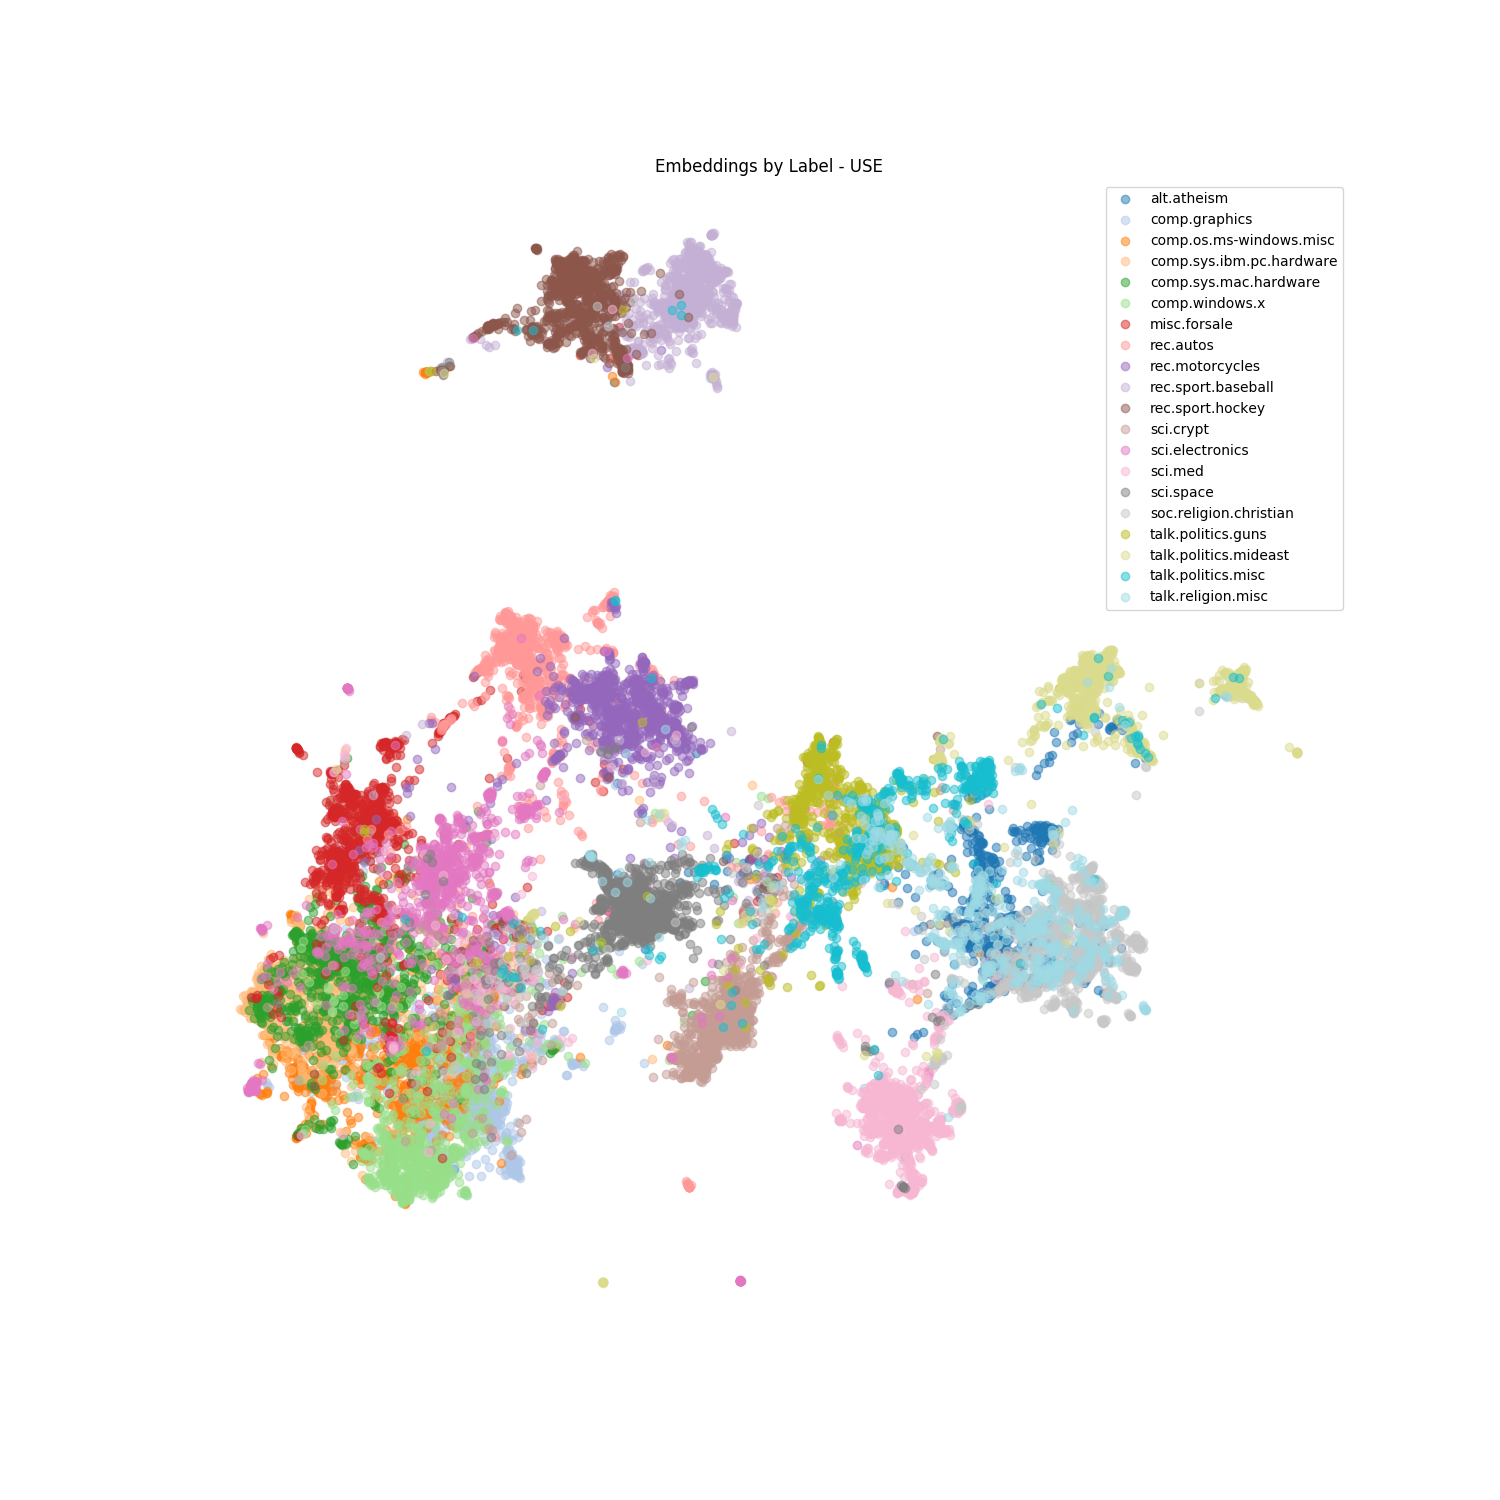 Embeddings by Label - USE
alt.atheism
comp.graphics
comp.os.ms-windows.misc
comp.sys.ibm.pc.hardware
comp.sys.mac.hardware
comp.windows.x
misc.forsale
rec.autos
rec.motorcycles
rec.sport.baseball
rec.sport.hockey
sci.crypt
sci.electronics
sci.med
sci.space
soc.religion.christian
talk.politics.guns
talk.politics.mideast
talk.politics.misc
talk.religion.misc